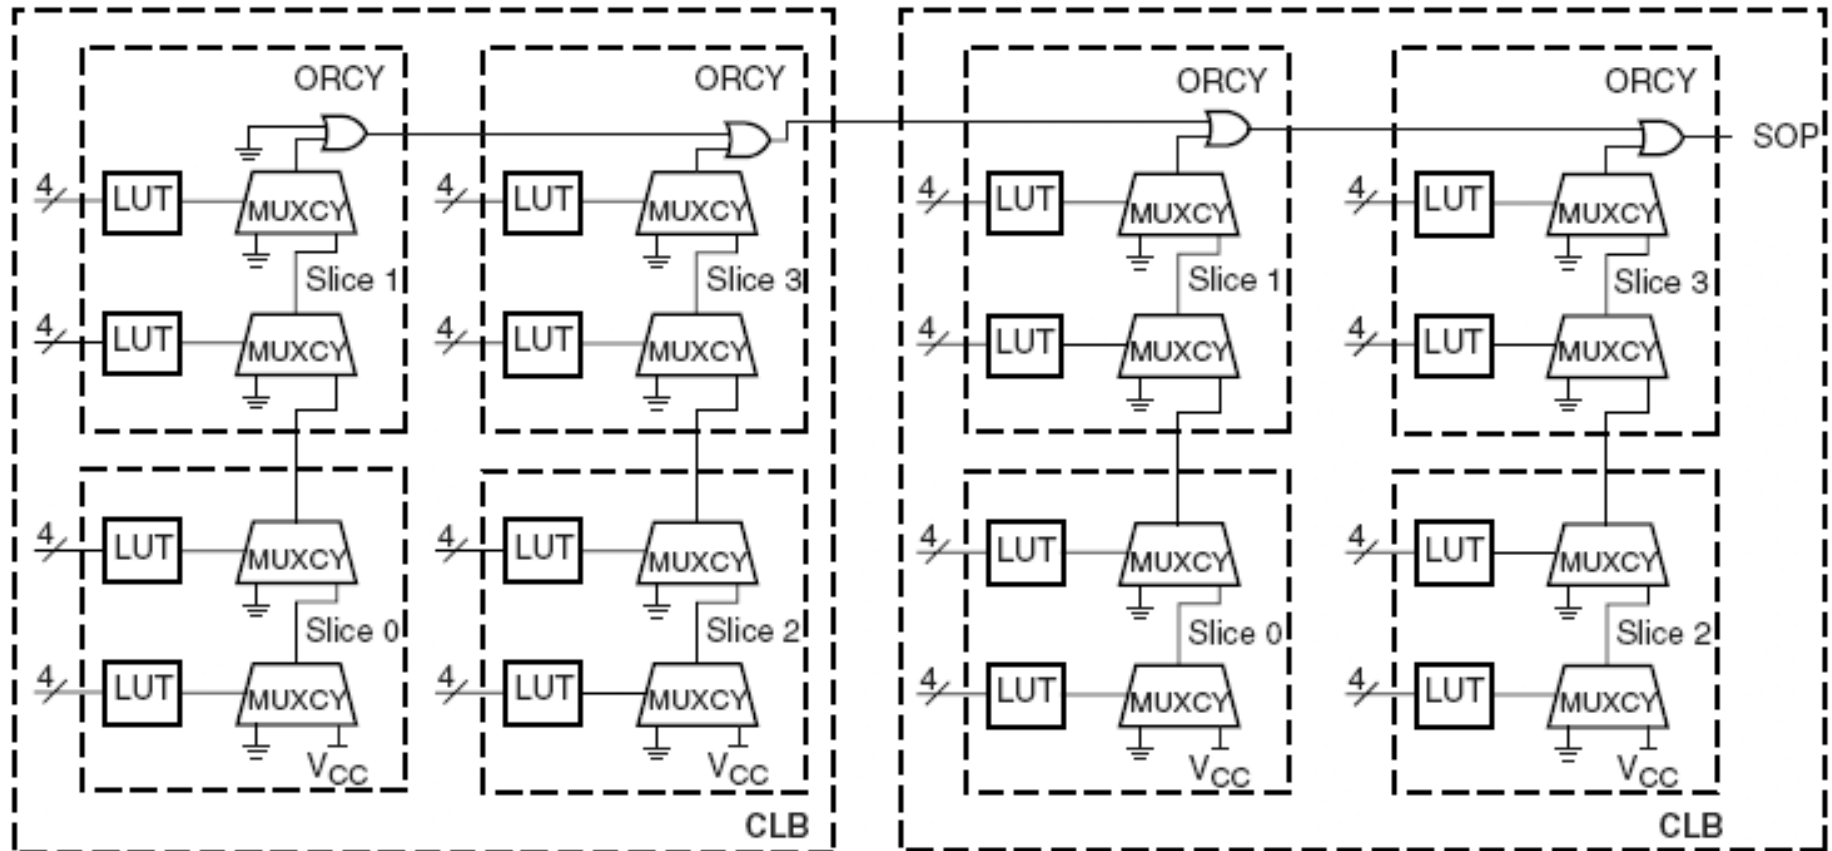 ORCY ORCY ORCY ORCY
SOP
4 LUT MUXCY 4 LUT MUXCY 4 LUT MUXCY 4 LUT MUXCY
Slice 1 Slice 3 Slice 1 Slice 3
4 LUT MUXCY 4 LUT MUXCY 4 LUT MUXCY 4 LUT MUXCY
4 LUT MUXCY 4 LUT MUXCY 4 LUT MUXCY 4 LUT MUXCY
Slice 0 Slice 2 Slice 0 Slice 2
4 LUT MUXCY 4 LUT MUXCY 4 LUT MUXCY 4 LUT MUXCY
VCC VCC VCC VCC
CLB CLB